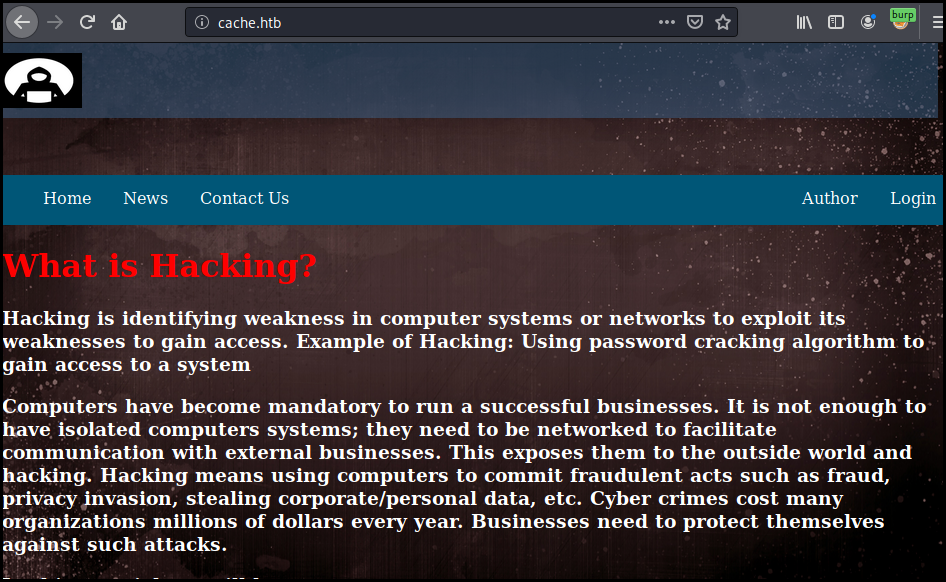 cache.htb
burp
Home News Contact Us Author Login
What is Hacking?
Hacking is identifying weakness in computer systems or networks to exploit its
weaknesses to gain access. Example of Hacking: Using password cracking algorithm to
gain access to a system
Computers have become mandatory to run a successful businesses. It is not enough to
have isolated computers systems; they need to be networked to facilitate
communication with external businesses. This exposes them to the outside world and
hacking. Hacking means using computers to commit fraudulent acts such as fraud,
privacy invasion, stealing corporate/personal data, etc. Cyber crimes cost many
organizations millions of dollars every year. Businesses need to protect themselves
against such attacks.